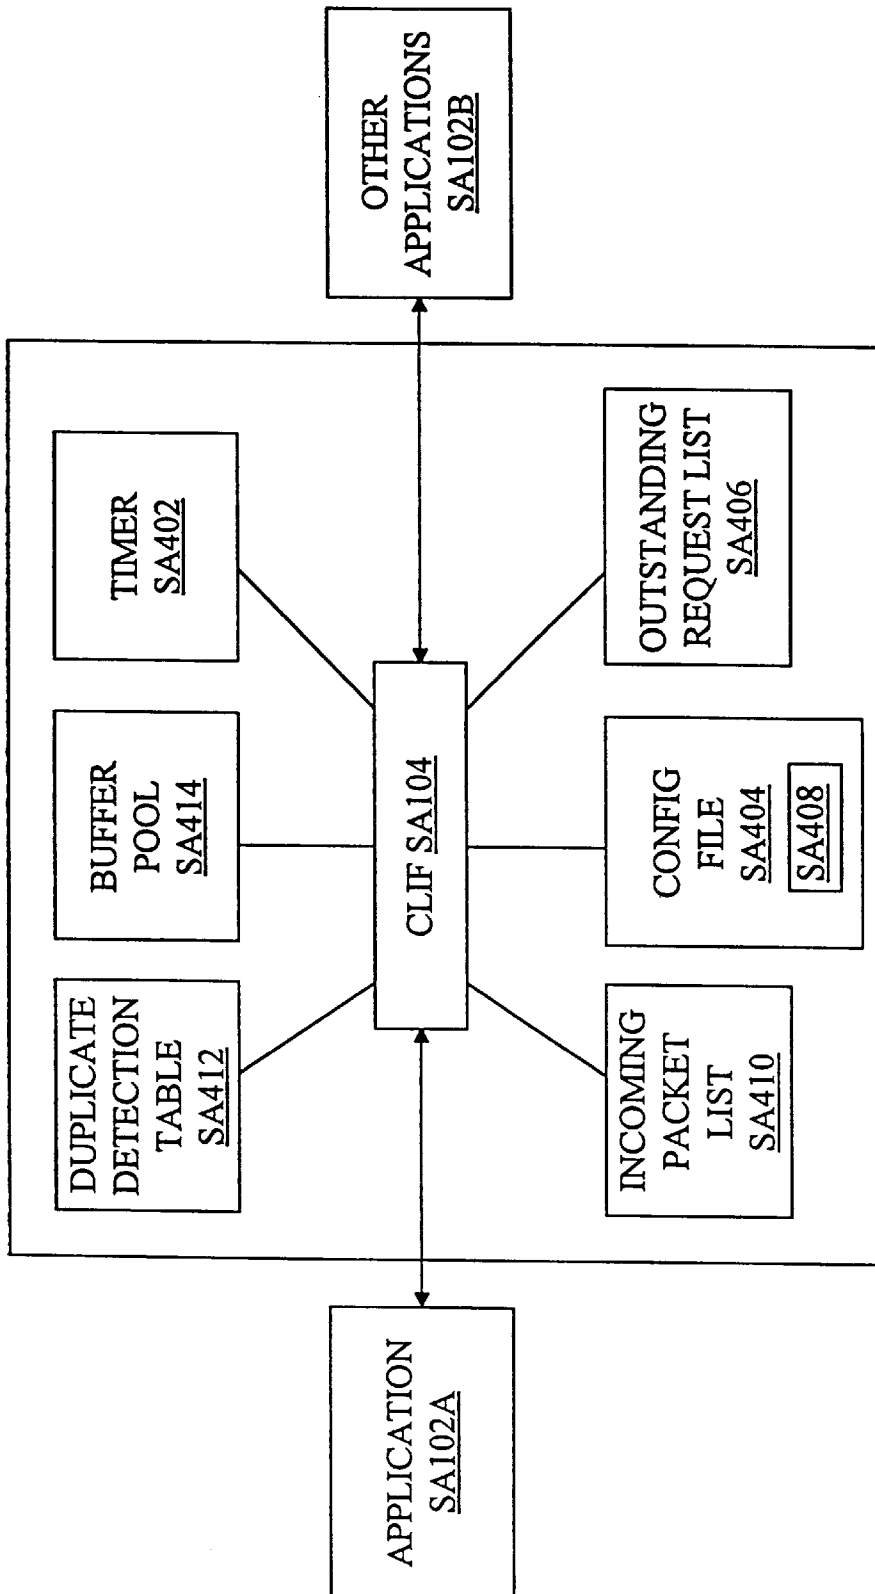 DUPLICATE
DETECTION
TABLE
SA412
BUFFER
POOL
SA414
TIMER
SA402
APPLICATION
SA102A
CLIF SA104
OTHER
APPLICATIONS
SA102B
INCOMING
PACKET
LIST
SA410
CONFIG
FILE
SA404
SA408
OUTSTANDING
REQUEST LIST
SA406